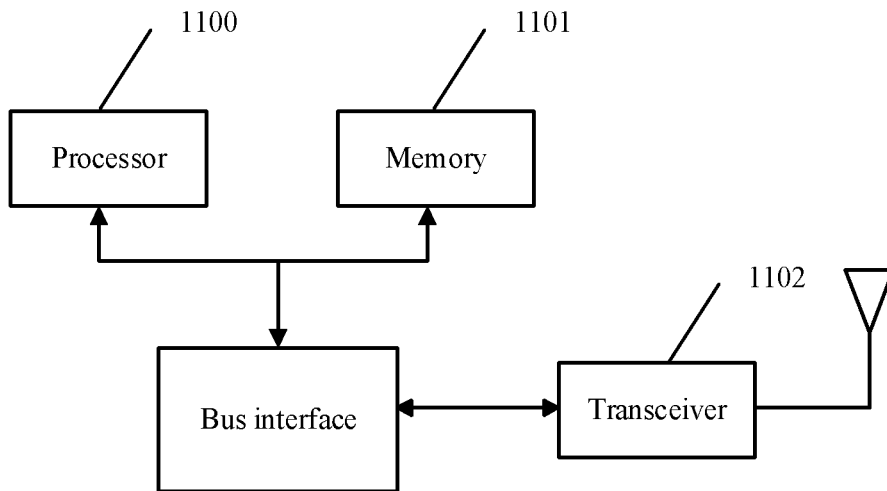 1100
1101
Processor
Memory
1102
Bus interface
Transceiver